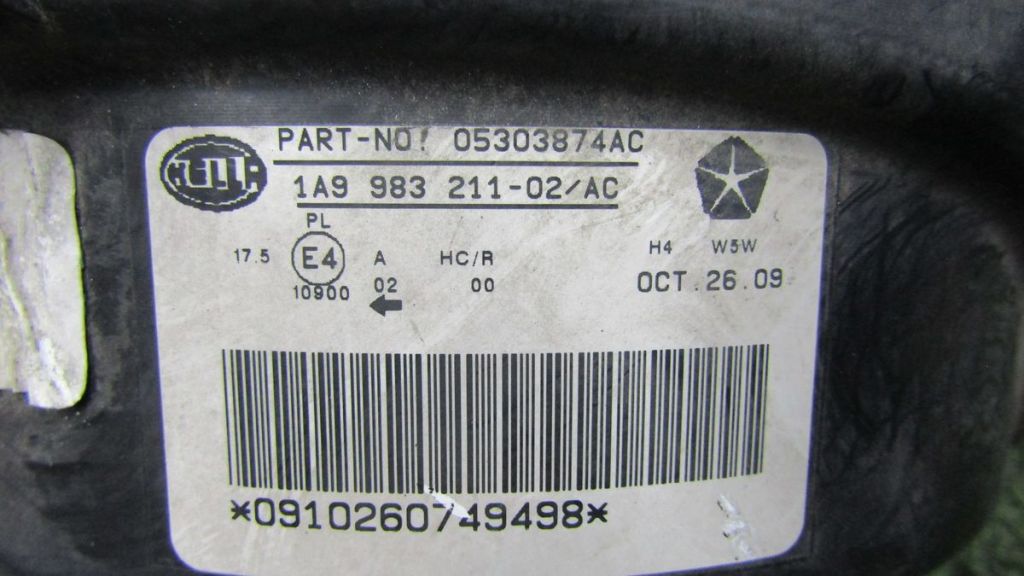 HELLA
PART-NO: 05303874AC
1A9 983 211-02/AC
PL
17.5 E4 A HC/R H4 W5W
10900 02 00 OCT.26.09
*0910260749498*